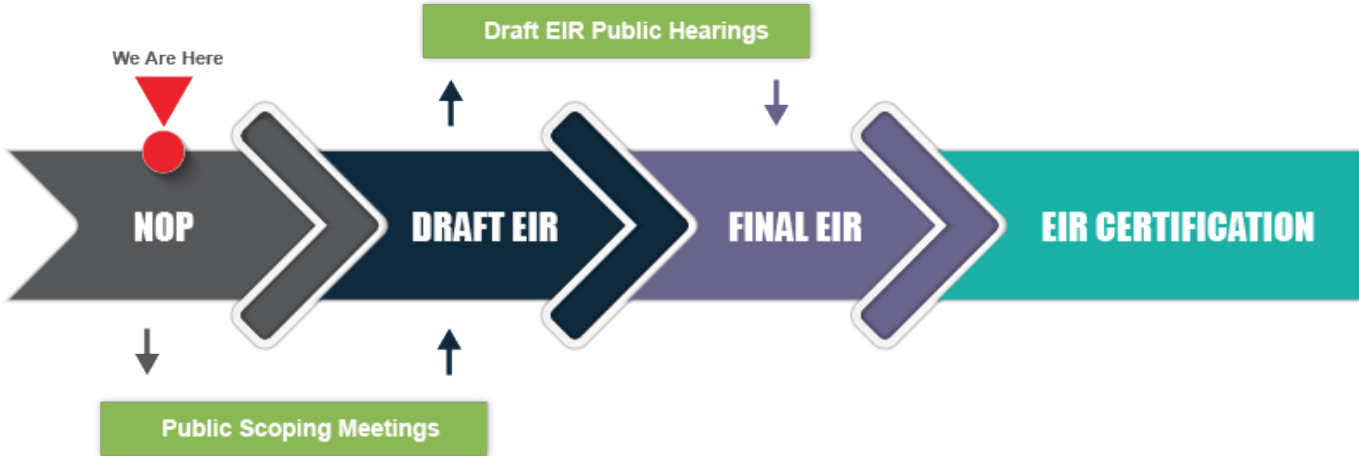 Draft EIR Public Hearings
We Are Here
NOP
DRAFT EIR
FINAL EIR
EIR CERTIFICATION
Public Scoping Meetings